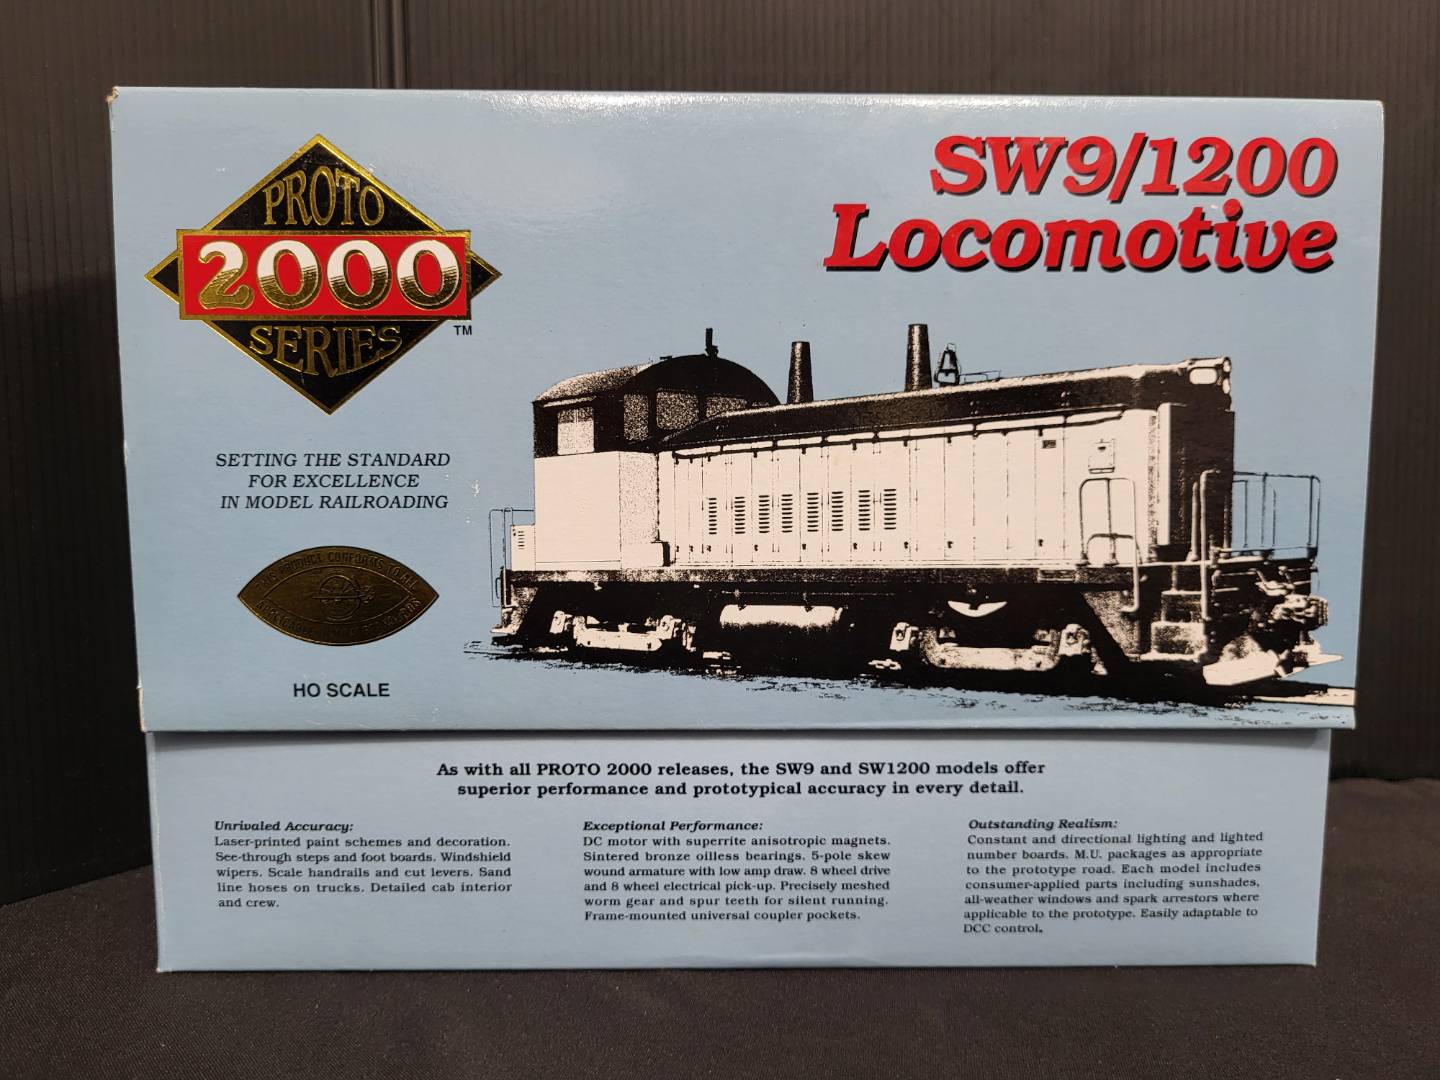 PROTO
2000
SERIES
TM
SW9/1200
Locomotive
SETTING THE STANDARD
FOR EXCELLENCE
IN MODEL RAILROADING
THIS PRODUCT CONFORMS TO ALL
HO SCALE
As with all PROTO 2000 releases, the SW9 and SW1200 models offer
superior performance and prototypical accuracy in every detail.
Unrivaled Accuracy:
Laser-printed paint schemes and decoration.
See-through steps and foot boards. Windshield
wipers. Scale handrails and cut levers. Sand
line hoses on trucks. Detailed cab interior
and crew.
Exceptional Performance:
DC motor with superrite anisotropic magnets.
Sintered bronze oilless bearings. 5-pole skew
wound armature with low amp draw. 8 wheel drive
and 8 wheel electrical pick-up. Precisely meshed
worm gear and spur teeth for silent running.
Frame-mounted universal coupler pockets.
Outstanding Realism:
Constant and directional lighting and lighted
number boards. M.U. packages as appropriate
to the prototype road. Each model includes
consumer-applied parts including sunshades,
all-weather windows and spark arrestors where
applicable to the prototype. Easily adaptable to
DCC control.